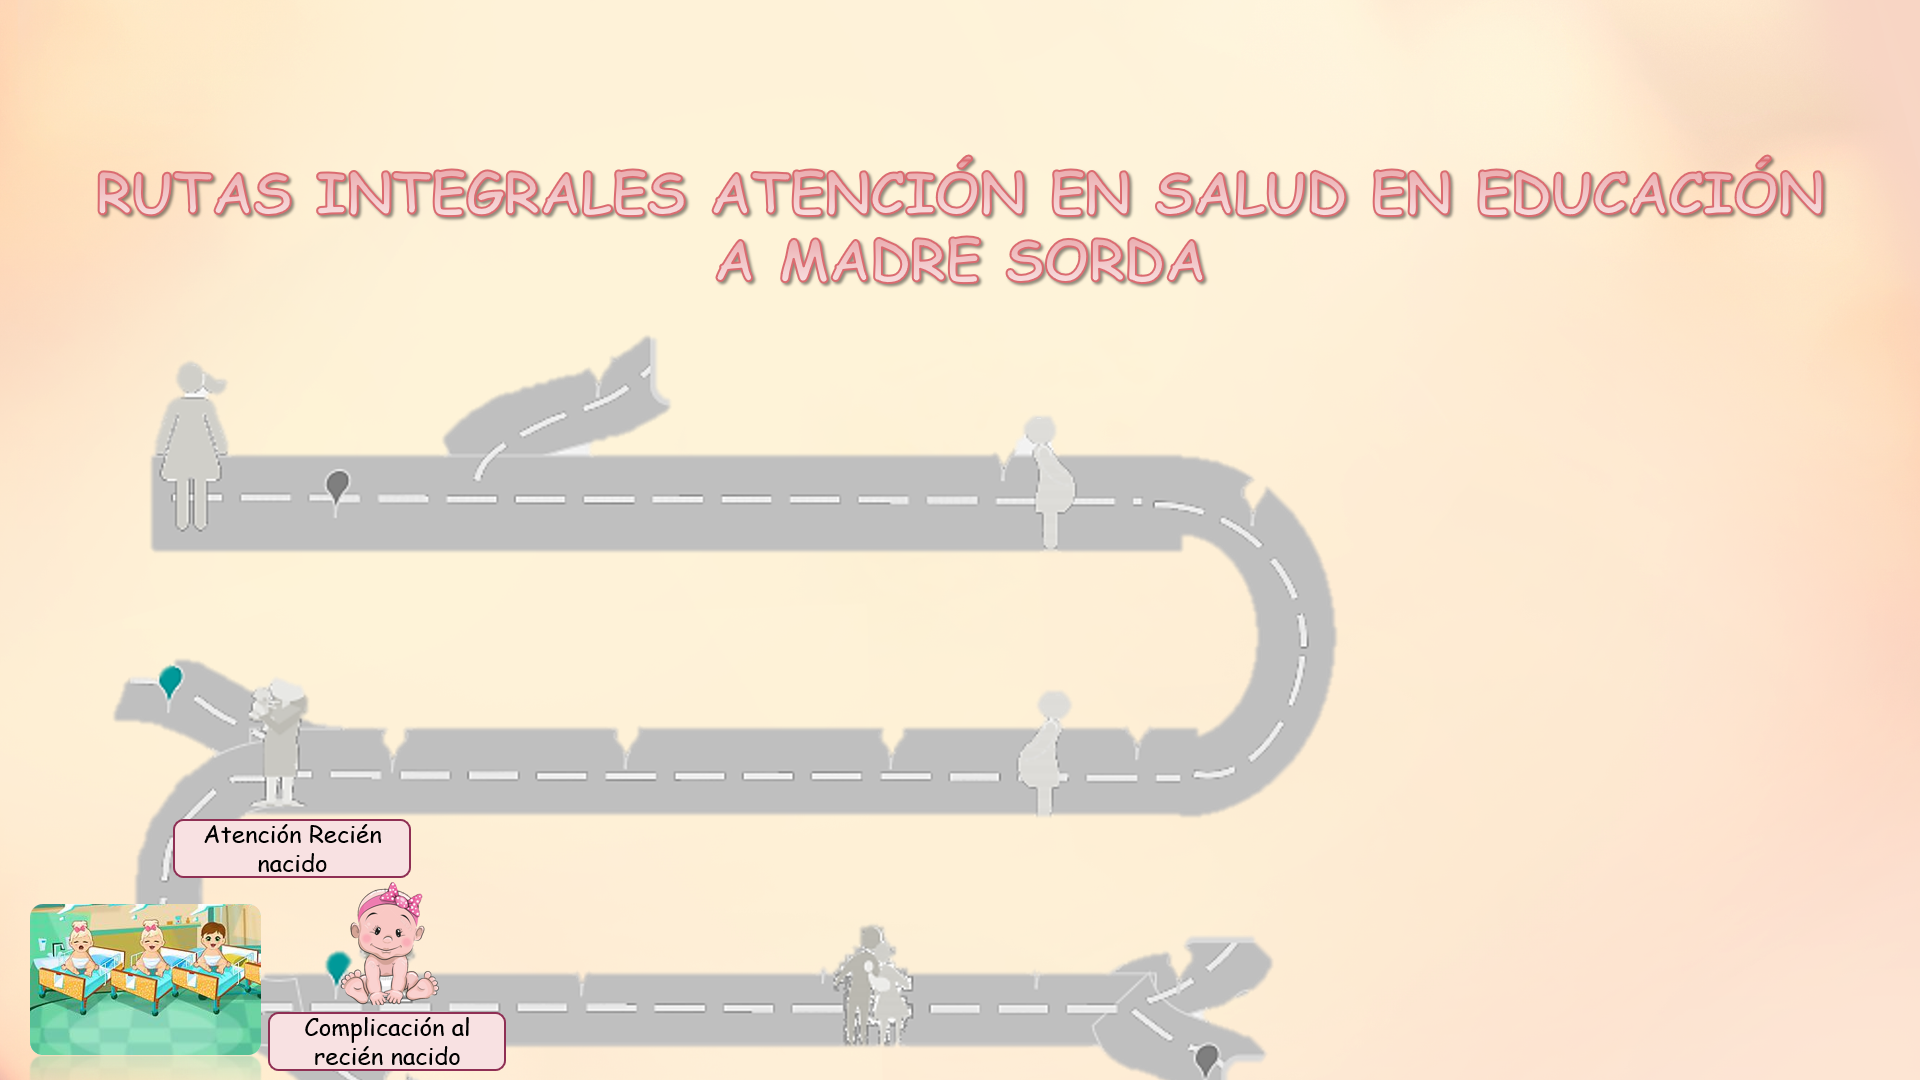 RUTAS INTEGRALES ATENCIÓN EN SALUD EN EDUCACIÓN
A MADRE SORDA
Atención Recién
nacido
Complicación al
recién nacido